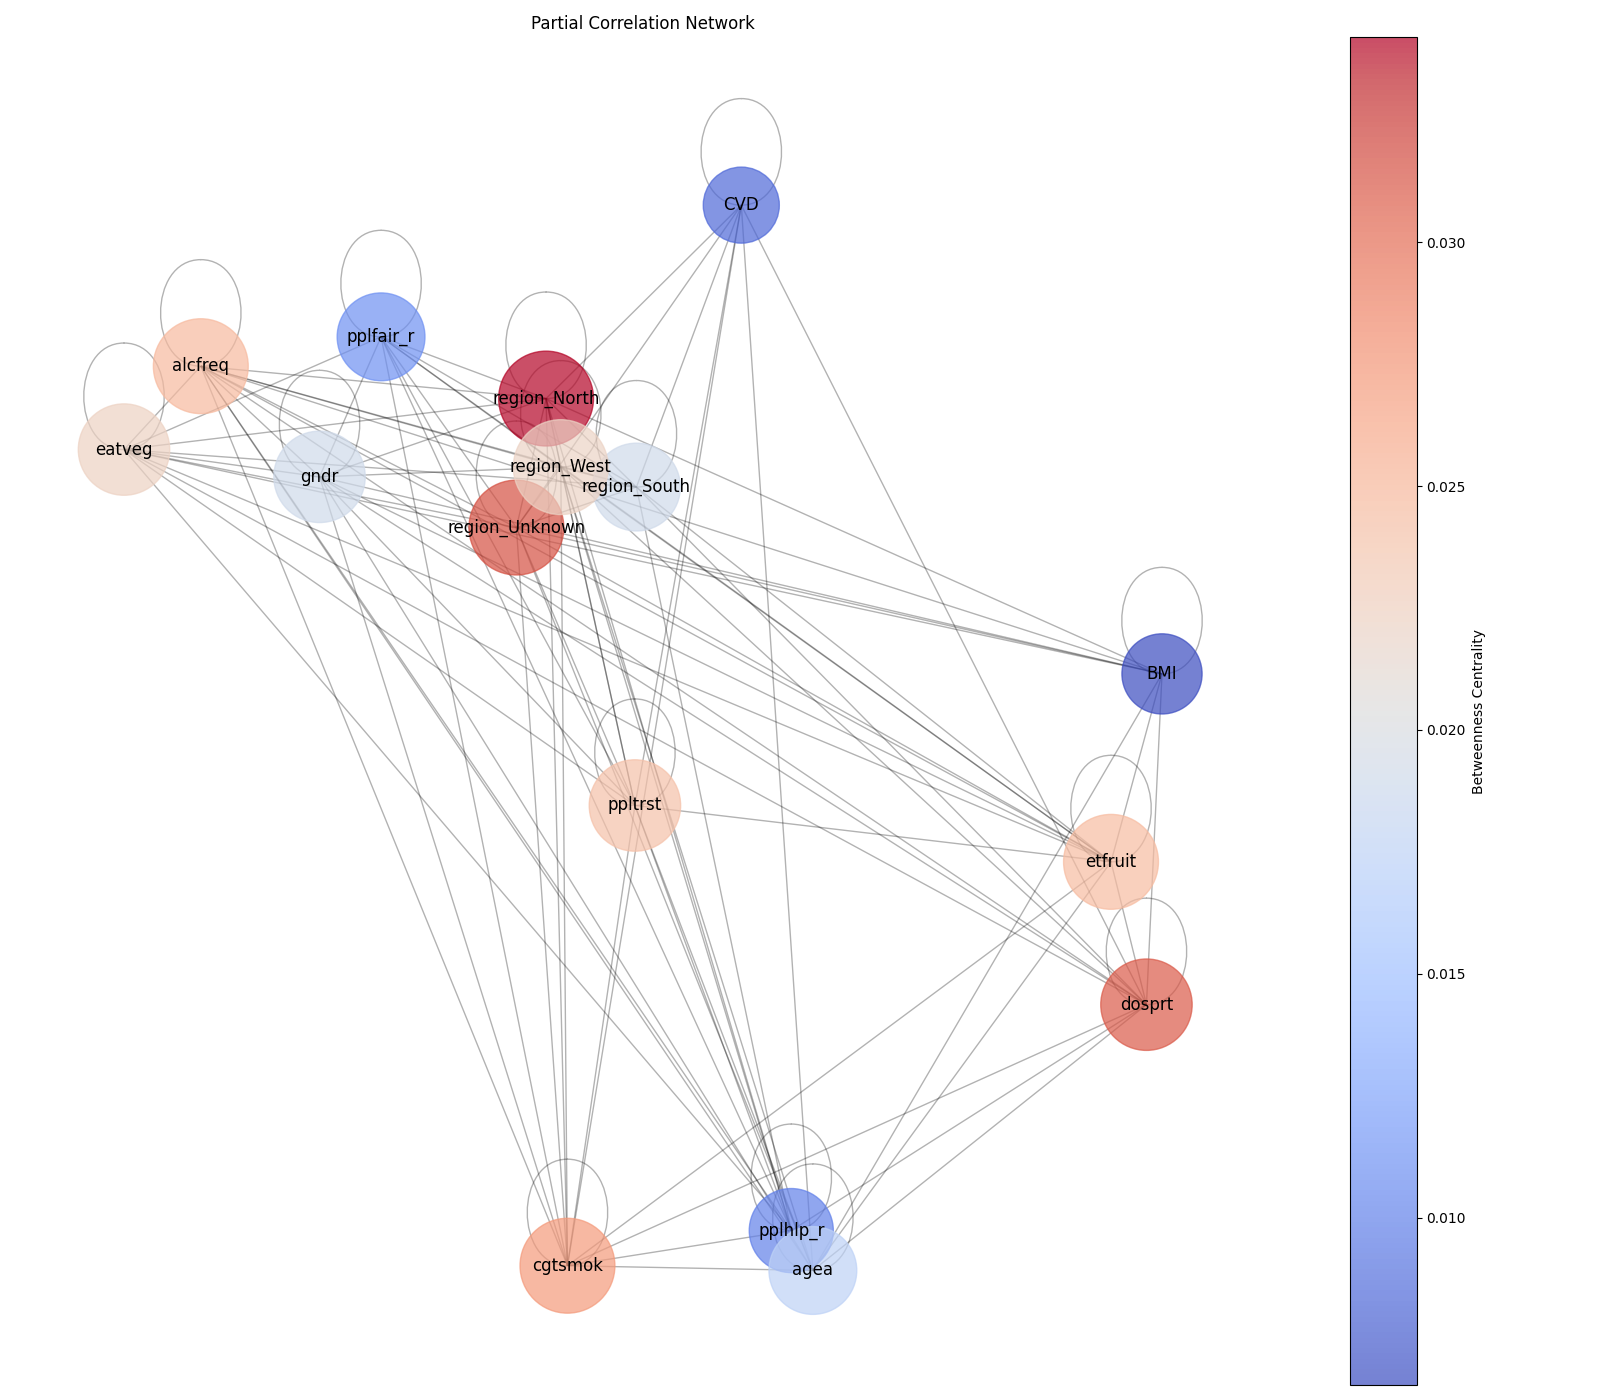 Partial Correlation Network
CVD
pplfair_r
alcfreq
region_North
eatveg
region_West
gndr
region_South
region_Unknown
BMI
ppltrst
etfruit
dosprt
pplhlp_r
cgtsmok
agea
0.030
0.025
0.020
0.015
0.010
Betweenness Centrality